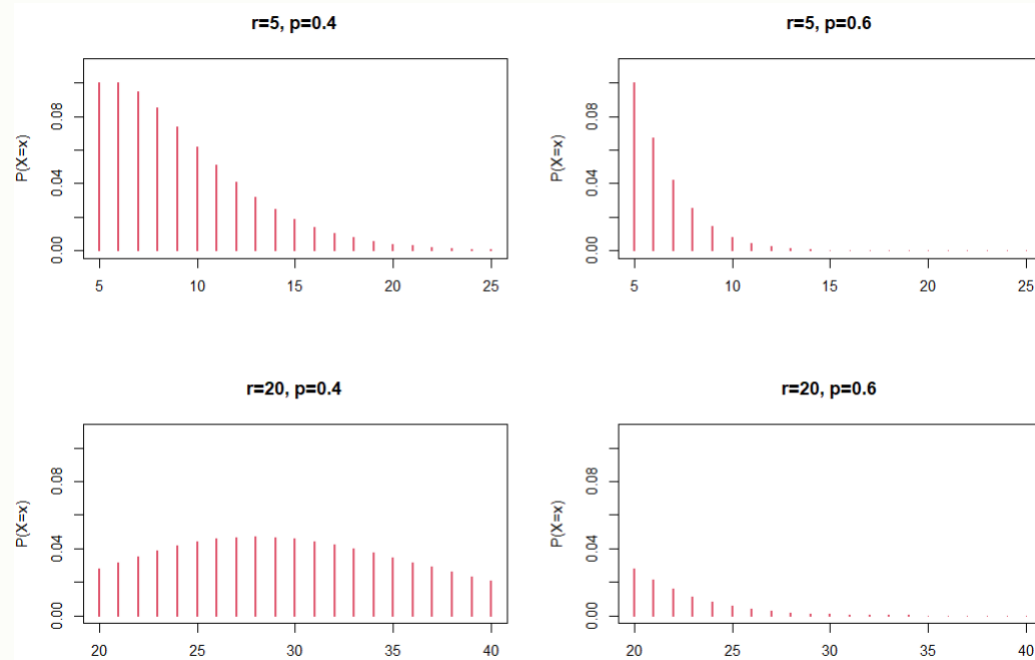 r=5, p=0.4
P(X=x)
0.00 0.04 0.08
5 10 15 20 25
r=5, p=0.6
P(X=x)
0.00 0.04 0.08
5 10 15 20 25
r=20, p=0.4
P(X=x)
0.00 0.04 0.08
20 25 30 35 40
r=20, p=0.6
P(X=x)
0.00 0.04 0.08
20 25 30 35 40